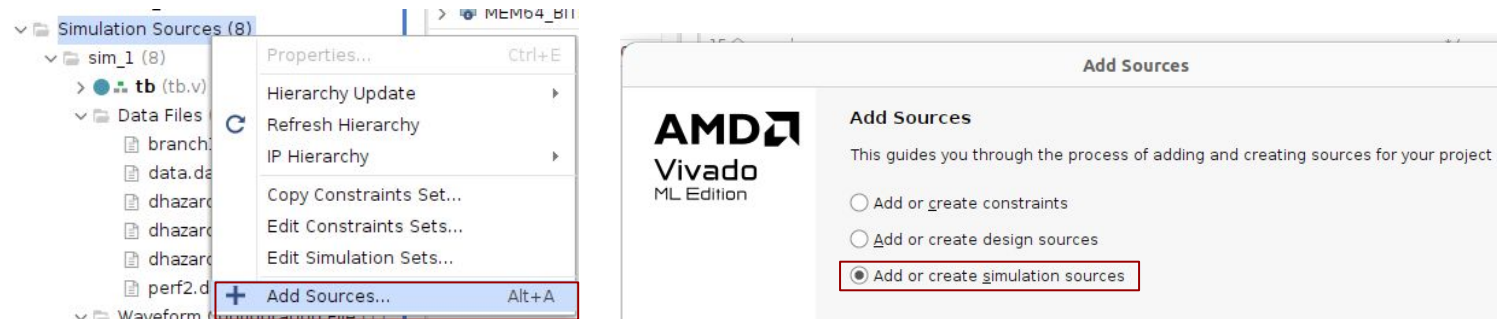 MEM64_BIT
Simulation Sources (8)
sim_1 (8)
tb (tb.v)
Data Files
data.da
dhazard
dhazard
dhazard
perf2.d
Waveform
Properties... Ctrl+E
Hierarchy Update
Refresh Hierarchy
IP Hierarchy
Copy Constraints Set...
Edit Constraints Sets...
Edit Simulation Sets...
Add Sources... Alt+A
Add Sources
AMD
Vivado
ML Edition
Add Sources
This guides you through the process of adding and creating sources for your project
Add or create constraints
Add or create design sources
Add or create simulation sources